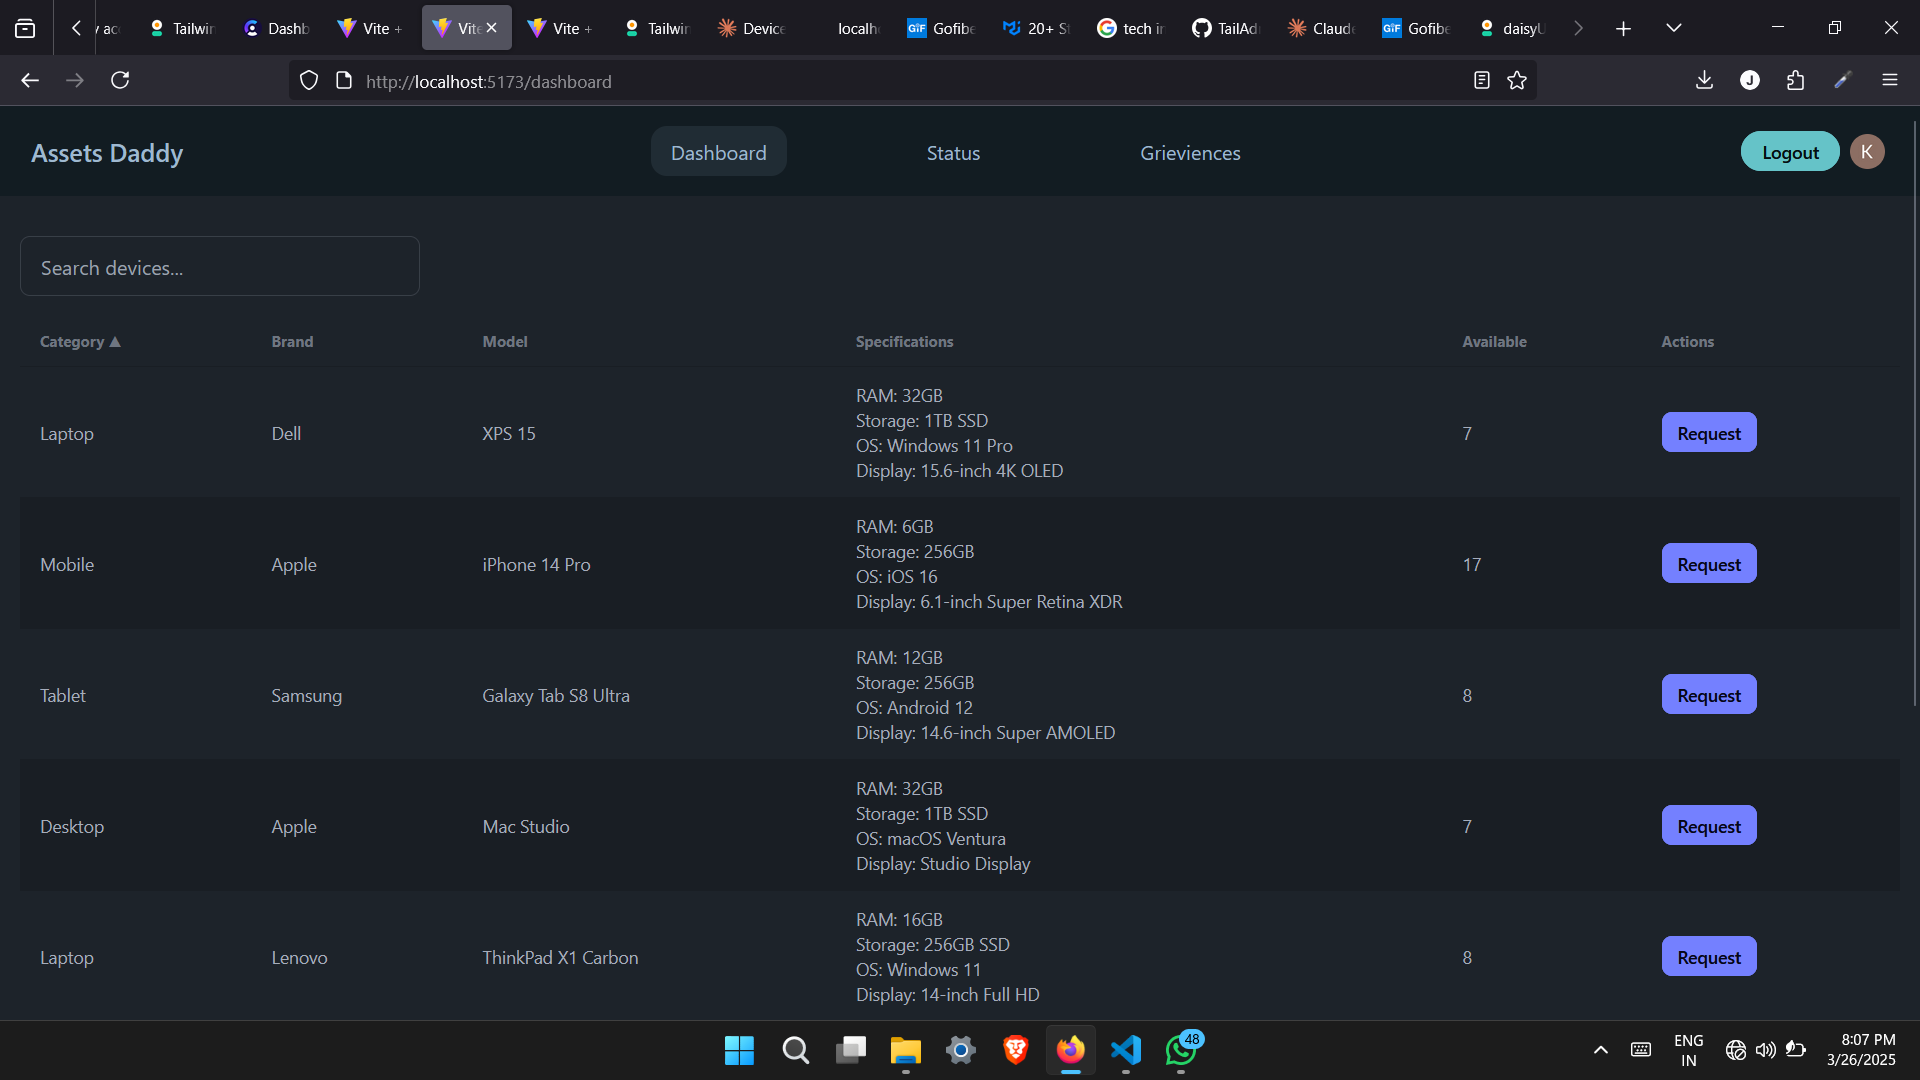 Tailwin
Dashb
Vite +
Vite
Vite +
Tailwin
Device
localh
Gofibe
20+ St
tech in
TailAd
Claude
Gofibe
daisyU
http://localhost:5173/dashboard
J
Assets Daddy
Dashboard
Status
Grieviences
Logout
K
Search devices...
Category ▲
Brand
Model
Specifications
Available
Actions
Laptop
Dell
XPS 15
RAM: 32GB
Storage: 1TB SSD
OS: Windows 11 Pro
Display: 15.6-inch 4K OLED
7
Request
Mobile
Apple
iPhone 14 Pro
RAM: 6GB
Storage: 256GB
OS: iOS 16
Display: 6.1-inch Super Retina XDR
17
Request
Tablet
Samsung
Galaxy Tab S8 Ultra
RAM: 12GB
Storage: 256GB
OS: Android 12
Display: 14.6-inch Super AMOLED
8
Request
Desktop
Apple
Mac Studio
RAM: 32GB
Storage: 1TB SSD
OS: macOS Ventura
Display: Studio Display
7
Request
Laptop
Lenovo
ThinkPad X1 Carbon
RAM: 16GB
Storage: 256GB SSD
OS: Windows 11
Display: 14-inch Full HD
8
Request
48
ENG
IN
8:07 PM
3/26/2025